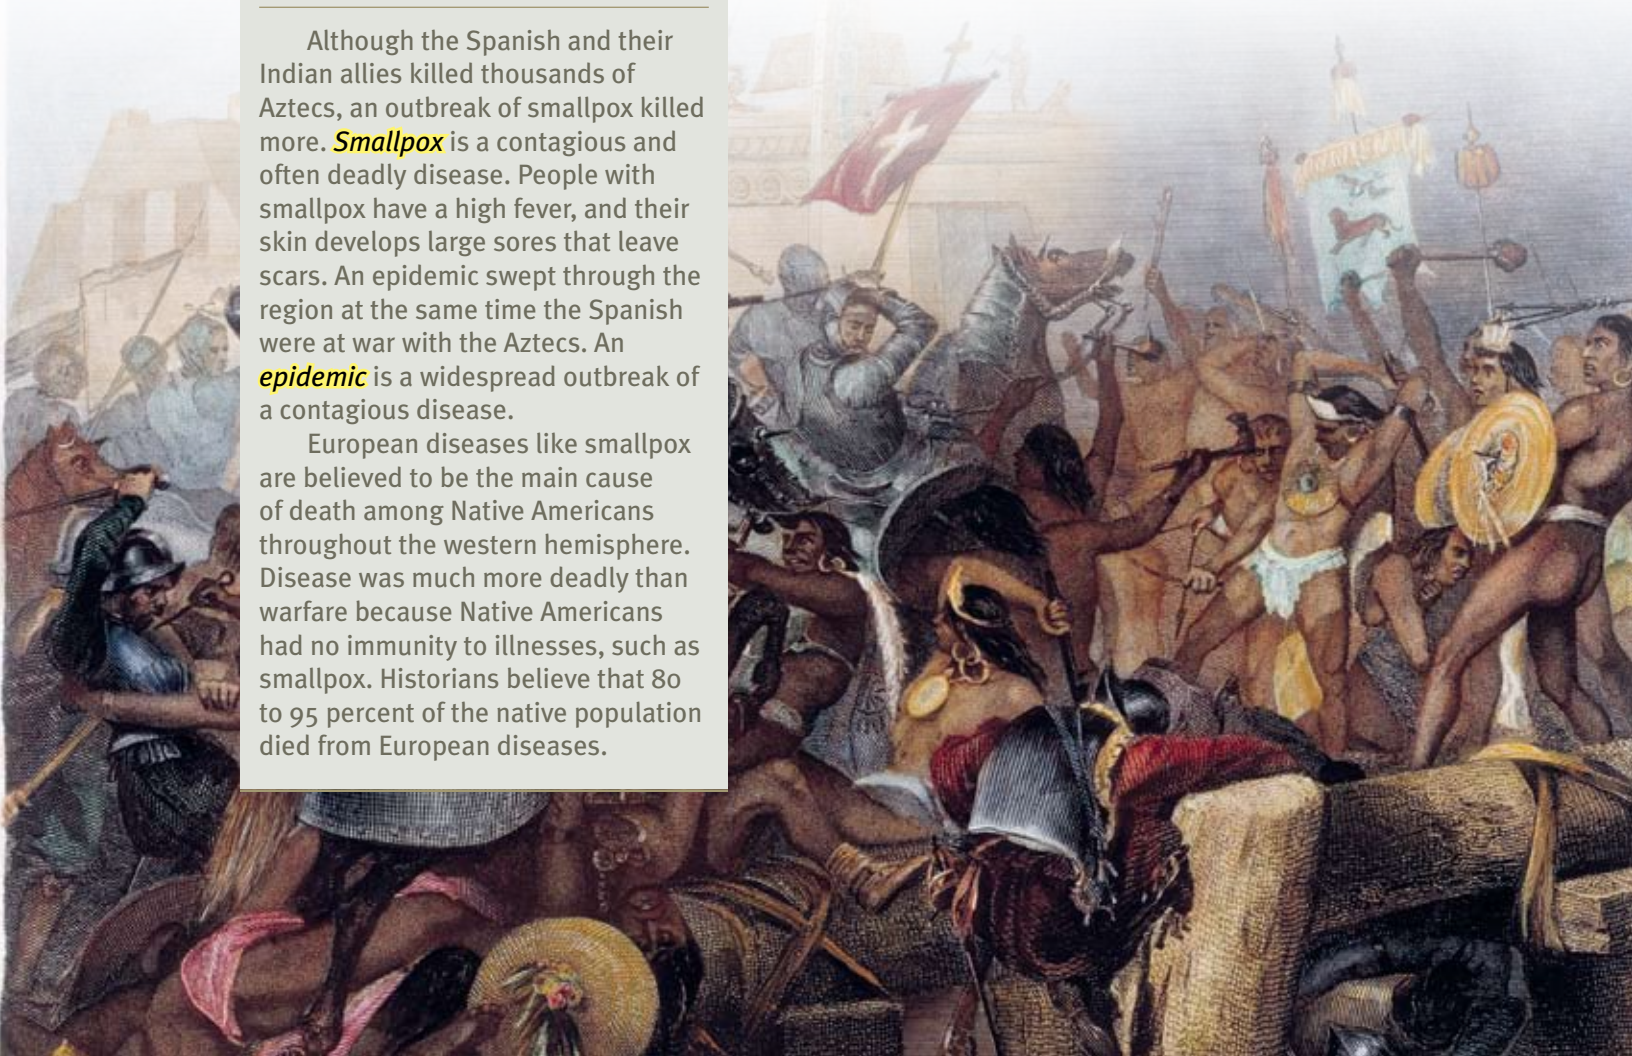 Although the Spanish and their
Indian allies killed thousands of
Aztecs, an outbreak of smallpox killed
more. Smallpox is a contagious and
often deadly disease. People with
smallpox have a high fever, and their
skin develops large sores that leave
scars. An epidemic swept through the
region at the same time the Spanish
were at war with the Aztecs. An
epidemic is a widespread outbreak of
a contagious disease.
European diseases like smallpox
are believed to be the main cause
of death among Native Americans
throughout the western hemisphere.
Disease was much more deadly than
warfare because Native Americans
had no immunity to illnesses, such as
smallpox. Historians believe that 80
to 95 percent of the native population
died from European diseases.